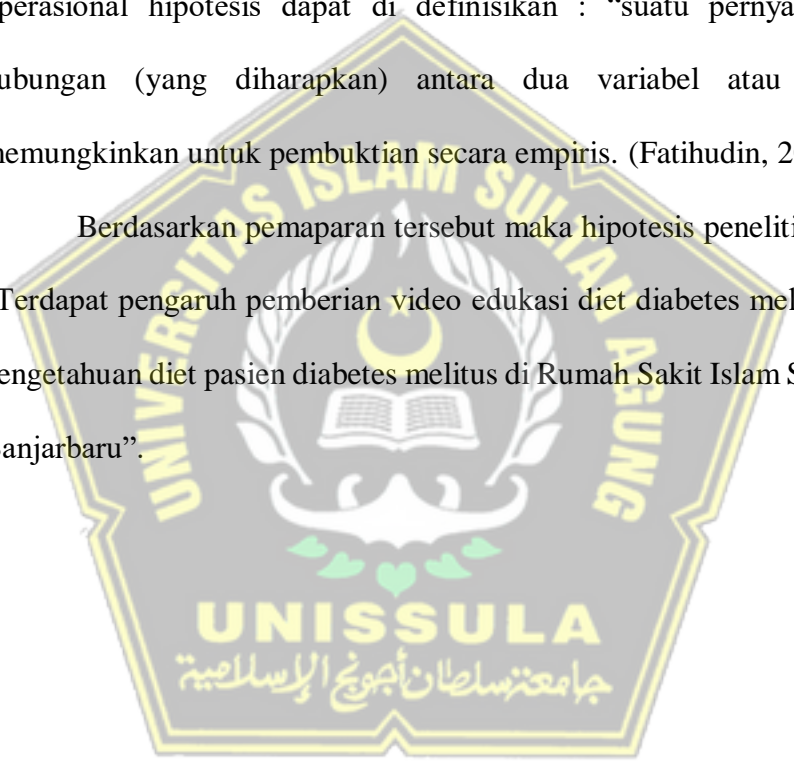 perasional hipotesis dapat di definisikan : “suatu pernya
ubungan (yang diharapkan) antara dua variabel atau
emungkinkan untuk pembuktian secara empiris. (Fatihudin, 2
Berdasarkan pemaparan tersebut maka hipotesis peneliti
Terdapat pengaruh pemberian video edukasi diet diabetes mel
engetahuan diet pasien diabetes melitus di Rumah Sakit Islam S
anjarbaru”.
UNIVERSITAS ISLAM SULTAN AGUNG
UNISSULA
جامعة سلطان أجونج الإسلامية